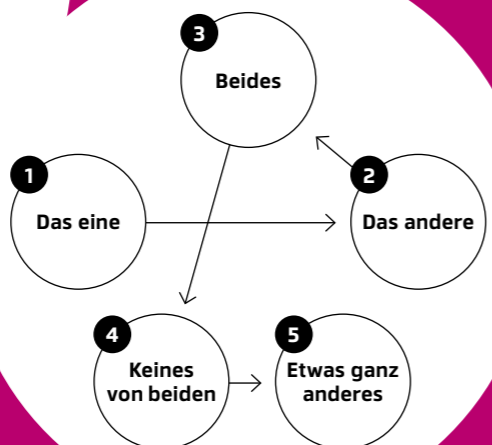 3
Beides
1
Das eine
2
Das andere
4
Keines
von beiden
5
Etwas ganz
anderes